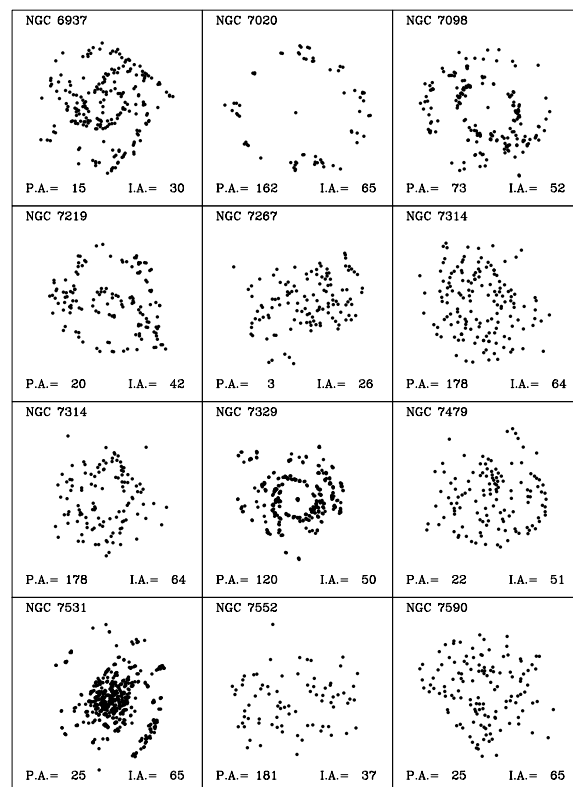 NGC 6937 NGC 7020 NGC 7098
P.A.= 15 I.A.= 30 P.A.= 162 I.A.= 65 P.A.= 73 I.A.= 52
NGC 7219 NGC 7267 NGC 7314
P.A.= 20 I.A.= 42 P.A.= 3 I.A.= 26 P.A.= 178 I.A.= 64
NGC 7314 NGC 7329 NGC 7479
P.A.= 178 I.A.= 64 P.A.= 120 I.A.= 50 P.A.= 22 I.A.= 51
NGC 7531 NGC 7552 NGC 7590
P.A.= 25 I.A.= 65 P.A.= 181 I.A.= 37 P.A.= 25 I.A.= 65